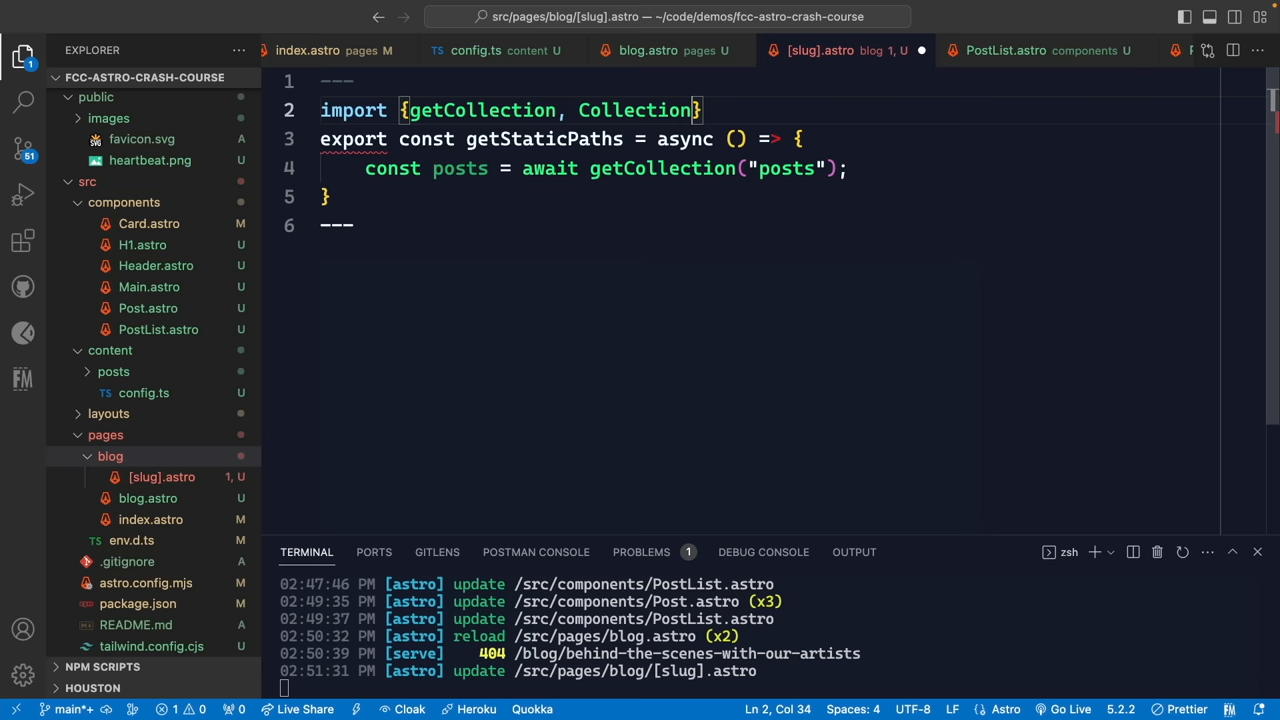 src/pages/blog/[slug].astro — ~/code/demos/fcc-astro-crash-course
EXPLORER
index.astro pages M
config.ts content U
blog.astro pages U
[slug].astro blog 1, U
PostList.astro components U
FCC-ASTRO-CRASH-COURSE
public
images
favicon.svg A
heartbeat.png U
src
components
Card.astro M
H1.astro U
Header.astro U
Main.astro U
Post.astro U
PostList.astro U
content
posts
config.ts U
layouts
pages
blog
[slug].astro 1, U
blog.astro U
index.astro M
env.d.ts U
.gitignore A
astro.config.mjs M
package.json M
README.md A
tailwind.config.cjs U
NPM SCRIPTS
HOUSTON
1 ---
2 import {getCollection, Collection}
3 export const getStaticPaths = async () => {
4 const posts = await getCollection("posts");
5 }
6 ---
TERMINAL PORTS GITLENS POSTMAN CONSOLE PROBLEMS 1 DEBUG CONSOLE OUTPUT
zsh
02:47:46 PM [astro] update /src/components/PostList.astro
02:49:35 PM [astro] update /src/components/Post.astro (x3)
02:49:37 PM [astro] update /src/components/PostList.astro
02:50:32 PM [astro] reload /src/pages/blog.astro (x2)
02:50:39 PM [serve] 404 /blog/behind-the-scenes-with-our-artists
02:51:31 PM [astro] update /src/pages/blog/[slug].astro
1
51
FM
main*+ 1 0 0 Live Share Cloak Heroku Quokka Ln 2, Col 34 Spaces: 4 UTF-8 LF {} Astro Go Live 5.2.2 Prettier FM